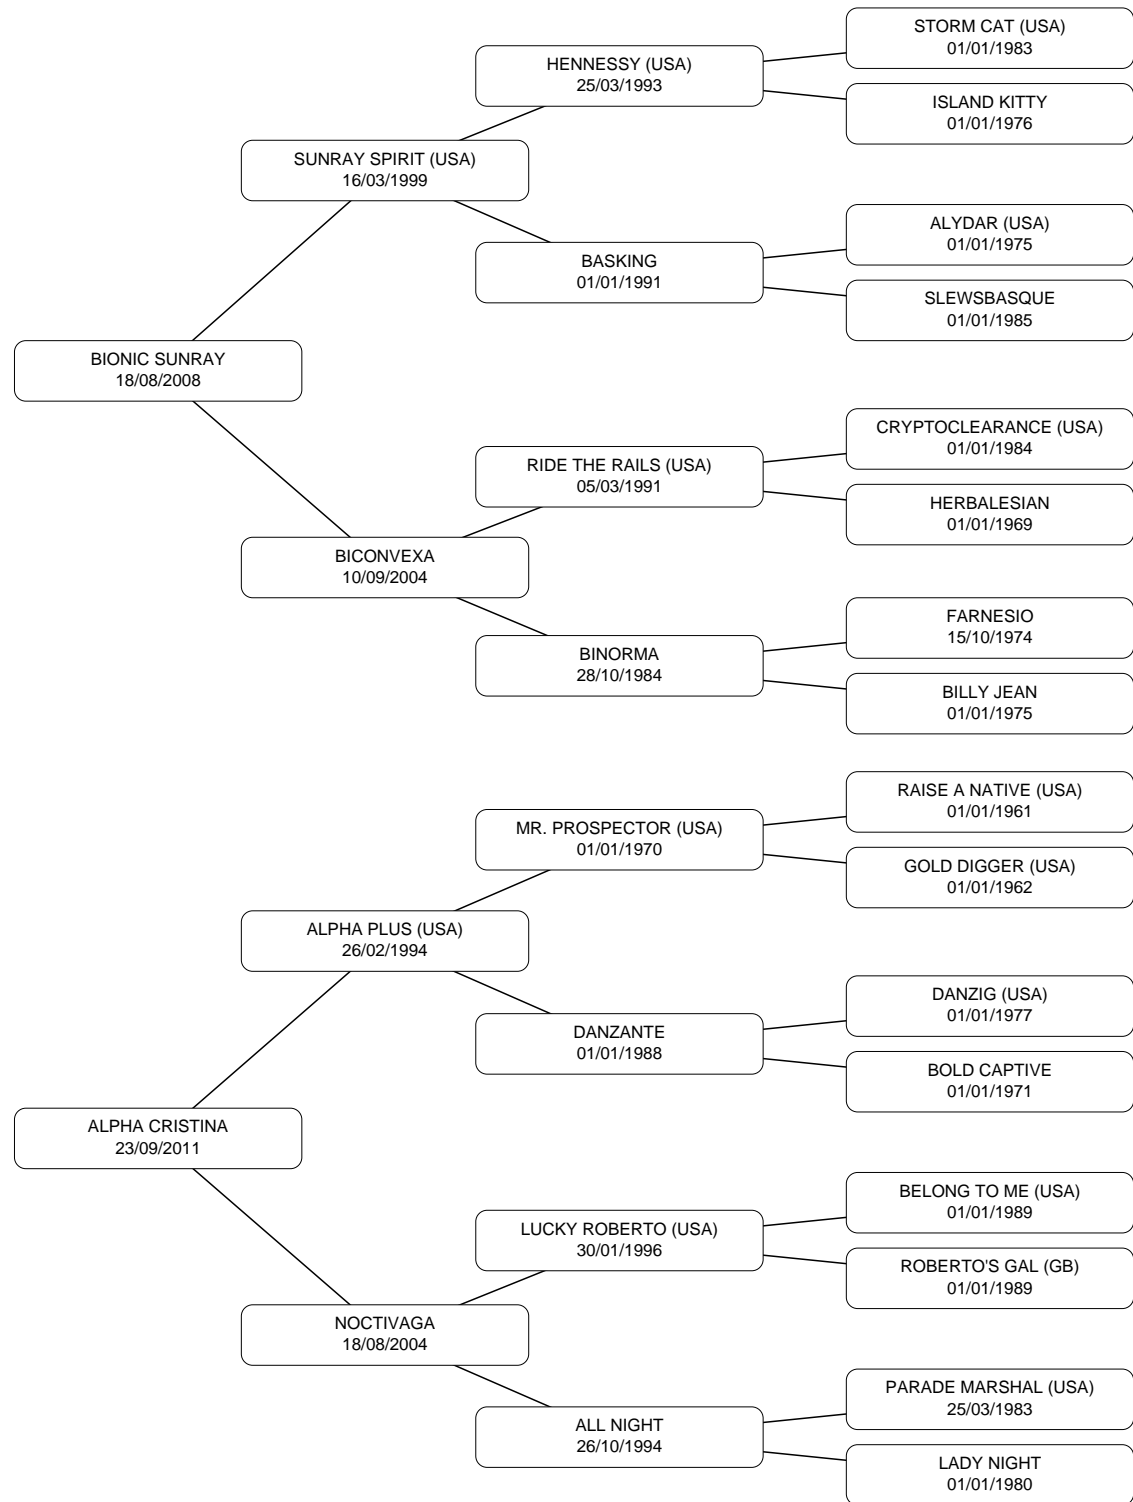 STORM CAT (USA)
01/01/1983
HENNESSY (USA)
25/03/1993
ISLAND KITTY
01/01/1976
SUNRAY SPIRIT (USA)
16/03/1999
ALYDAR (USA)
01/01/1975
BASKING
01/01/1991
SLEWSBASQUE
01/01/1985
BIONIC SUNRAY
18/08/2008
CRYPTOCLEARANCE (USA)
01/01/1984
RIDE THE RAILS (USA)
05/03/1991
HERBALESIAN
01/01/1969
BICONVEXA
10/09/2004
FARNESIO
15/10/1974
BINORMA
28/10/1984
BILLY JEAN
01/01/1975
RAISE A NATIVE (USA)
01/01/1961
MR. PROSPECTOR (USA)
01/01/1970
GOLD DIGGER (USA)
01/01/1962
ALPHA PLUS (USA)
26/02/1994
DANZIG (USA)
01/01/1977
DANZANTE
01/01/1988
BOLD CAPTIVE
01/01/1971
ALPHA CRISTINA
23/09/2011
BELONG TO ME (USA)
01/01/1989
LUCKY ROBERTO (USA)
30/01/1996
ROBERTO'S GAL (GB)
01/01/1989
NOCTIVAGA
18/08/2004
PARADE MARSHAL (USA)
25/03/1983
ALL NIGHT
26/10/1994
LADY NIGHT
01/01/1980